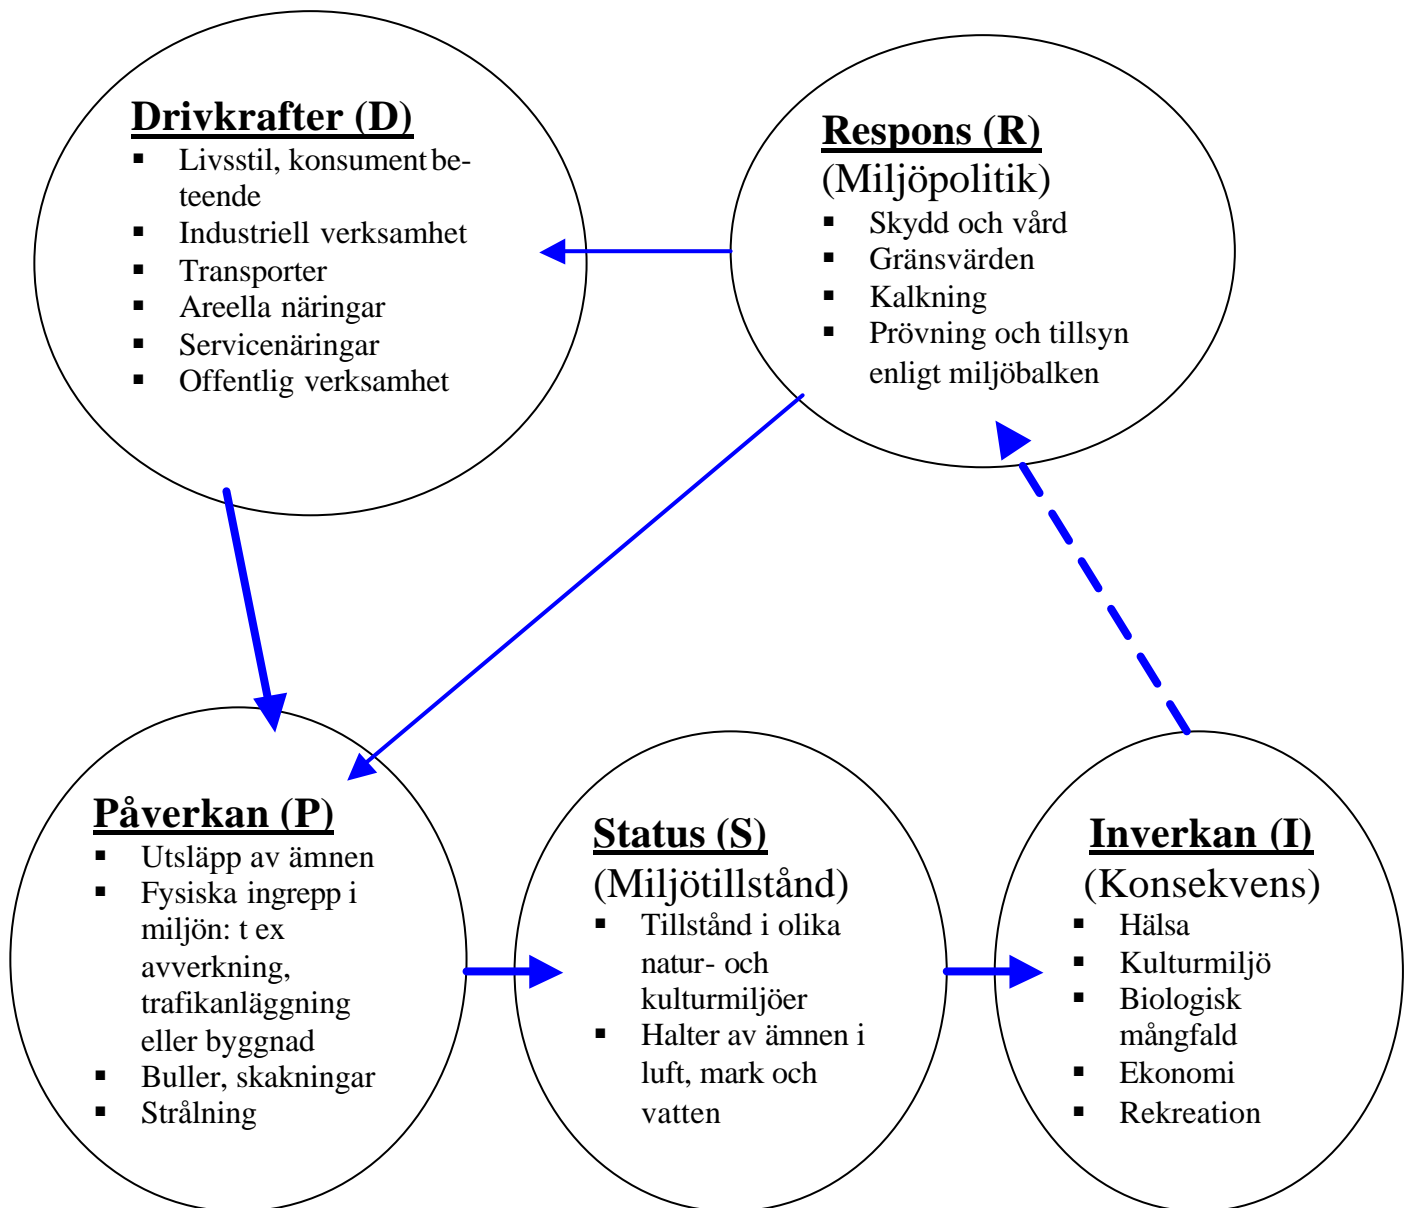 Drivkrafter (D)
▪ Livsstil, konsument be-
teende
▪ Industriell verksamhet
▪ Transporter
▪ Areella näringar
▪ Servicenäringar
▪ Offentlig verksamhet
Respons (R)
(Miljöpolitik)
▪ Skydd och vård
▪ Gränsvärden
▪ Kalkning
▪ Prövning och tillsyn
enligt miljöbalken
Påverkan (P)
▪ Utsläpp av ämnen
▪ Fysiska ingrepp i
miljön: t ex
avverkning,
trafikanläggning
eller byggnad
▪ Buller, skakningar
▪ Strålning
Status (S)
(Miljötillstånd)
▪ Tillstånd i olika
natur- och
kulturmiljöer
▪ Halter av ämnen i
luft, mark och
vatten
Inverkan (I)
(Konsekvens)
▪ Hälsa
▪ Kulturmiljö
▪ Biologisk
mångfald
▪ Ekonomi
▪ Rekreation